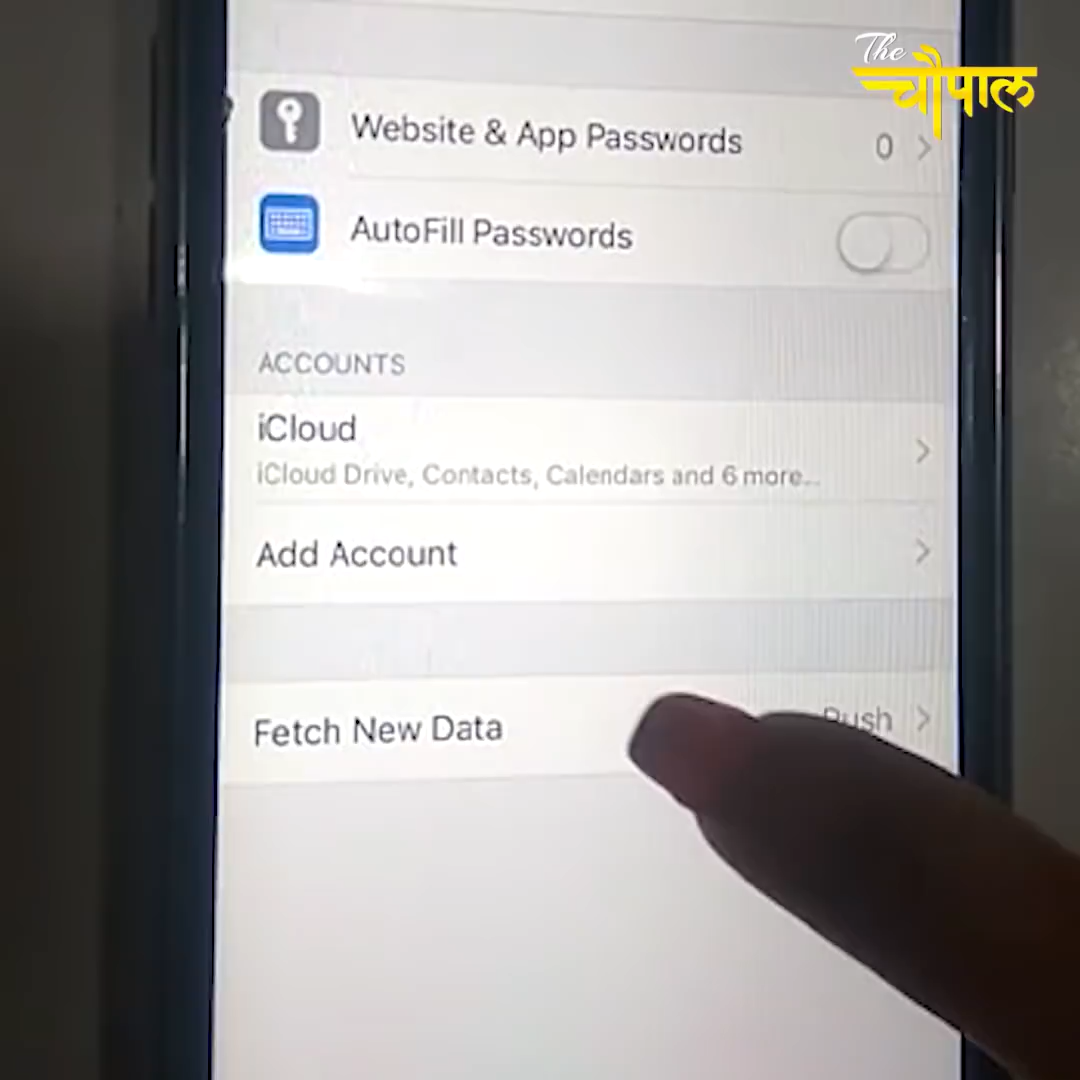 The
चौपाल
Website & App Passwords 0
AutoFill Passwords
ACCOUNTS
iCloud
iCloud Drive, Contacts, Calendars and 6 more...
Add Account
Fetch New Data Push